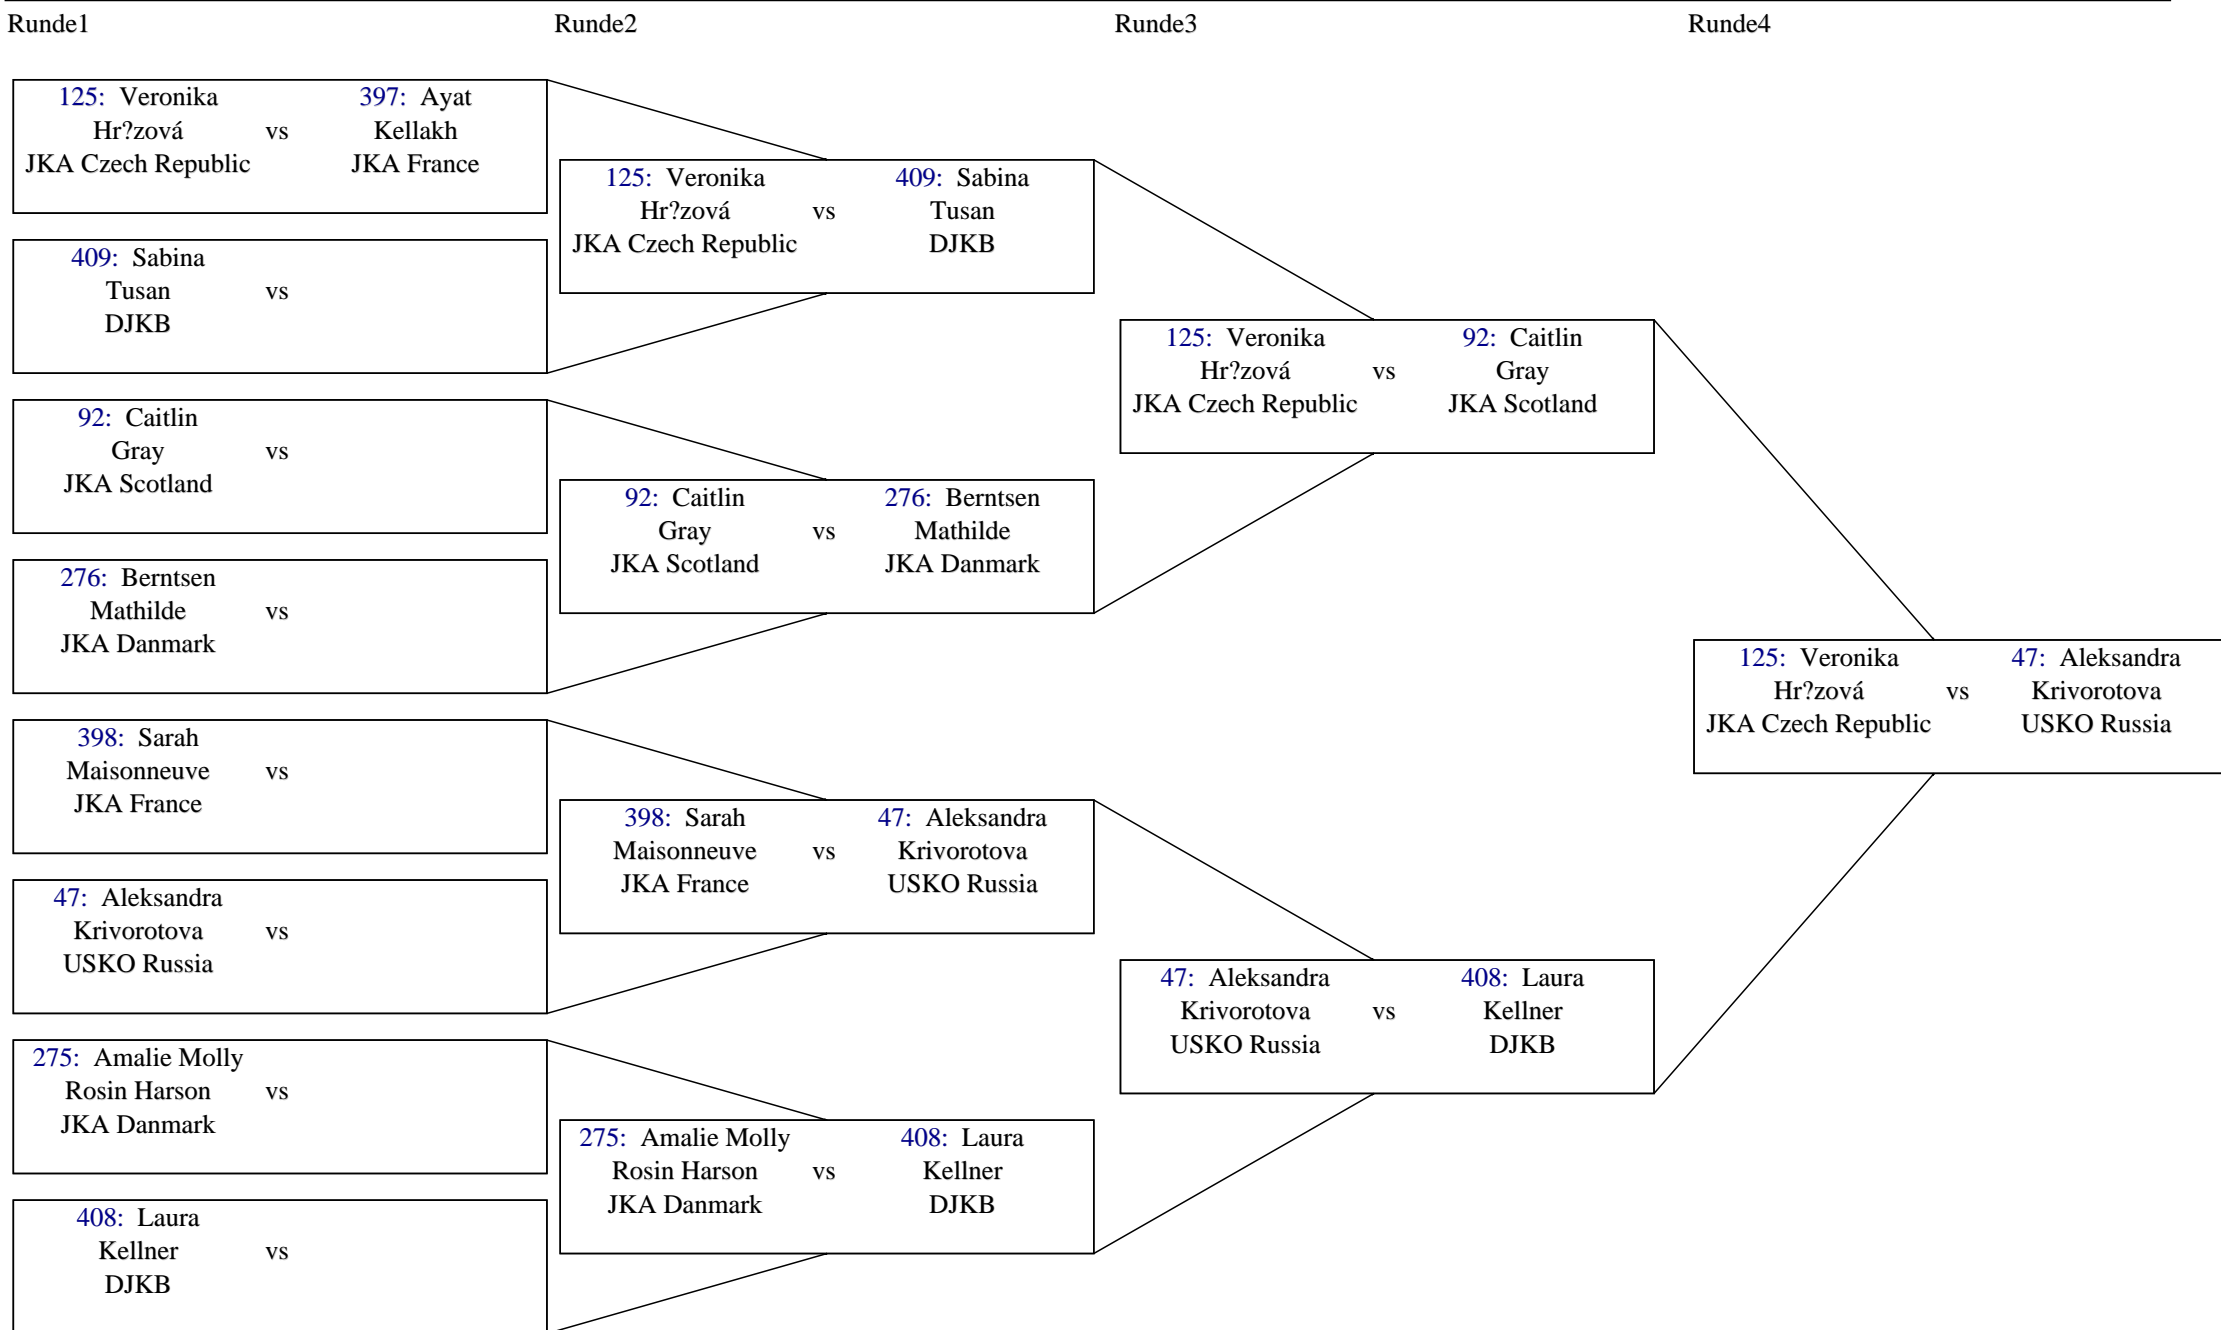 Runde1
Runde2
Runde3
Runde4
125: Veronika
Hr?zová
JKA Czech Republic
vs
397: Ayat
Kellakh
JKA France
409: Sabina
Tusan
DJKB
vs
92: Caitlin
Gray
JKA Scotland
vs
276: Berntsen
Mathilde
JKA Danmark
vs
398: Sarah
Maisonneuve
JKA France
vs
47: Aleksandra
Krivorotova
USKO Russia
vs
275: Amalie Molly
Rosin Harson
JKA Danmark
vs
408: Laura
Kellner
DJKB
vs
125: Veronika
Hr?zová
JKA Czech Republic
vs
409: Sabina
Tusan
DJKB
92: Caitlin
Gray
JKA Scotland
vs
276: Berntsen
Mathilde
JKA Danmark
398: Sarah
Maisonneuve
JKA France
vs
47: Aleksandra
Krivorotova
USKO Russia
275: Amalie Molly
Rosin Harson
JKA Danmark
vs
408: Laura
Kellner
DJKB
125: Veronika
Hr?zová
JKA Czech Republic
vs
92: Caitlin
Gray
JKA Scotland
47: Aleksandra
Krivorotova
USKO Russia
vs
408: Laura
Kellner
DJKB
125: Veronika
Hr?zová
JKA Czech Republic
vs
47: Aleksandra
Krivorotova
USKO Russia